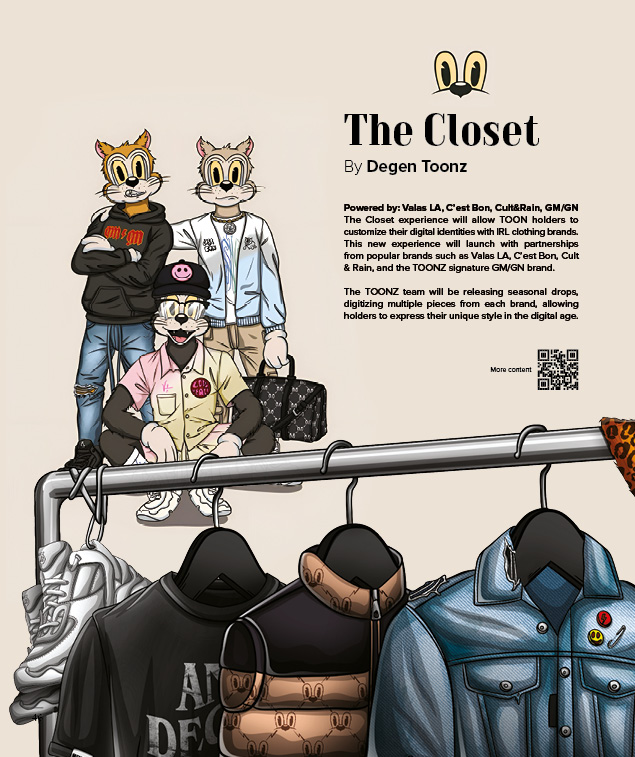 The Closet
By Degen Toonz
Powered by: Valas LA, C'est Bon, Cult&Rain, GM/GN
The Closet experience will allow TOON holders to
customize their digital identities with IRL clothing brands.
This new experience will launch with partnerships
from popular brands such as Valas LA, C'est Bon, Cult
& Rain, and the TOONZ signature GM/GN brand.
The TOONZ team will be releasing seasonal drops,
digitizing multiple pieces from each brand, allowing
holders to express their unique style in the digital age.
More content